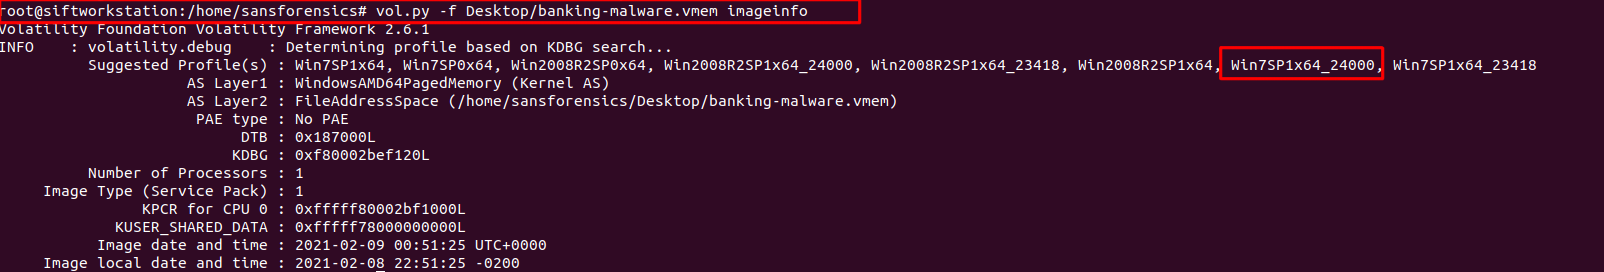 root@siftworkstation:/home/sansforensics# vol.py -f Desktop/banking-malware.vmem imageinfo
Volatility Foundation Volatility Framework 2.6.1
INFO    : volatility.debug    : Determining profile based on KDBG search...
Suggested Profile(s) : Win7SP1x64, Win7SP0x64, Win2008R2SP0x64, Win2008R2SP1x64_24000, Win2008R2SP1x64_23418, Win2008R2SP1x64, Win7SP1x64_24000, Win7SP1x64_23418
AS Layer1 : WindowsAMD64PagedMemory (Kernel AS)
AS Layer2 : FileAddressSpace (/home/sansforensics/Desktop/banking-malware.vmem)
PAE type : No PAE
DTB : 0x187000L
KDBG : 0xf80002bef120L
Number of Processors : 1
Image Type (Service Pack) : 1
KPCR for CPU 0 : 0xfffff80002bf1000L
KUSER_SHARED_DATA : 0xfffff78000000000L
Image date and time : 2021-02-09 00:51:25 UTC+0000
Image local date and time : 2021-02-08 22:51:25 -0200